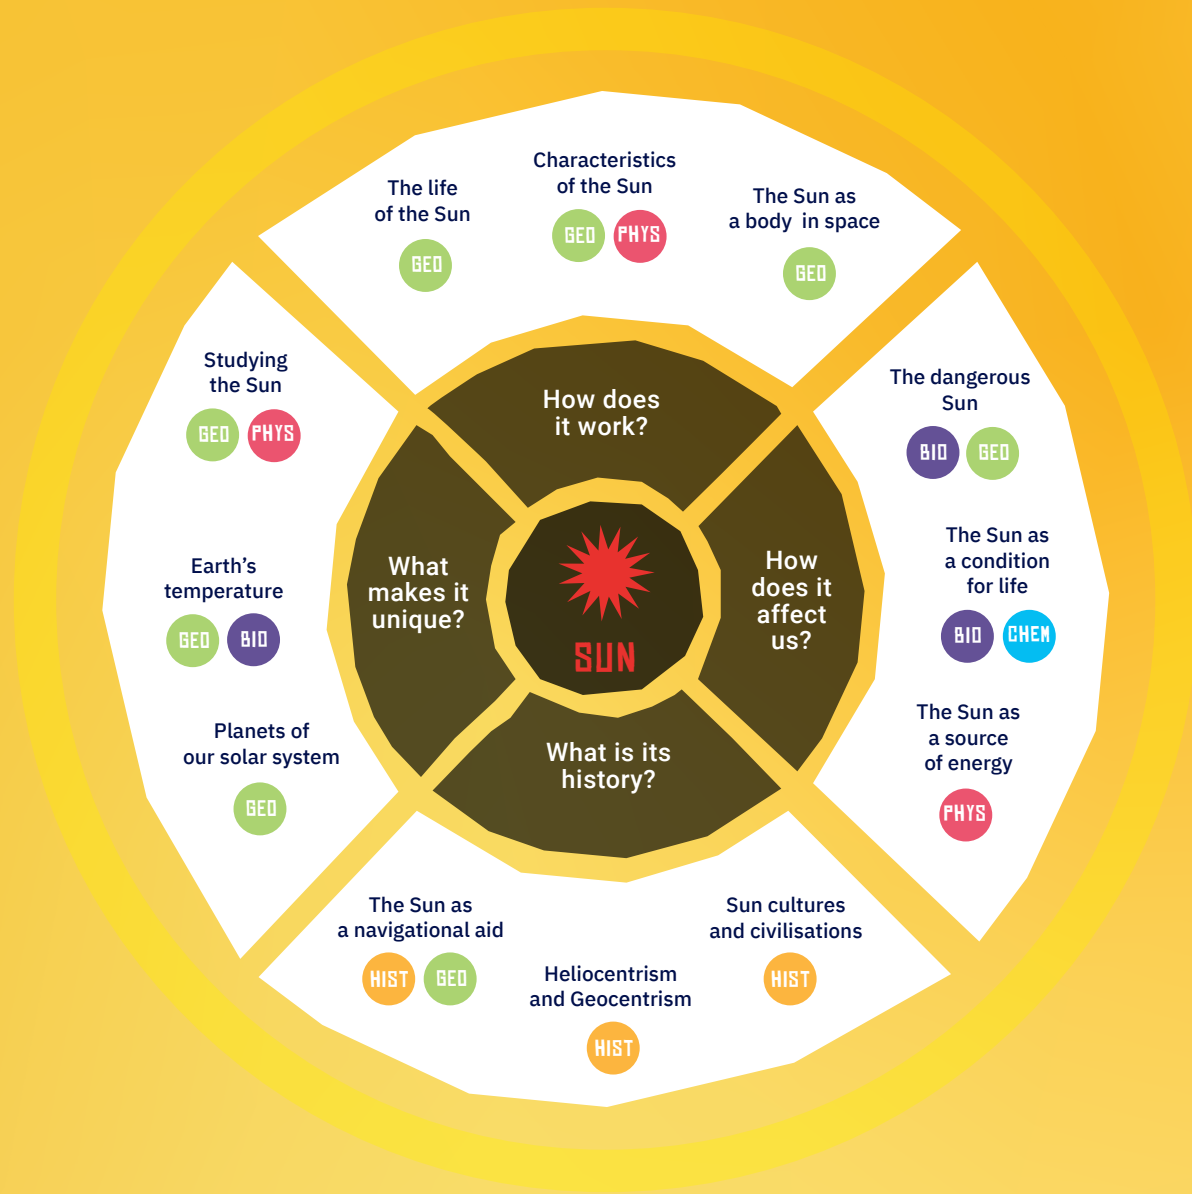 The life
of the Sun
GEO
Characteristics
of the Sun
GEO PHYS
The Sun as
a body in space
GEO
How does
it work?
The dangerous
Sun
BIO GEO
The Sun as
a condition
for life
BIO CHEM
The Sun as
a source
of energy
PHYS
How
does it
affect
us?
Sun cultures
and civilisations
HIST
Heliocentrism
and Geocentrism
HIST
The Sun as
a navigational aid
HIST GEO
What is its
history?
Studying
the Sun
GEO PHYS
Earth’s
temperature
GEO BIO
Planets of
our solar system
GEO
What
makes it
unique?
SUN